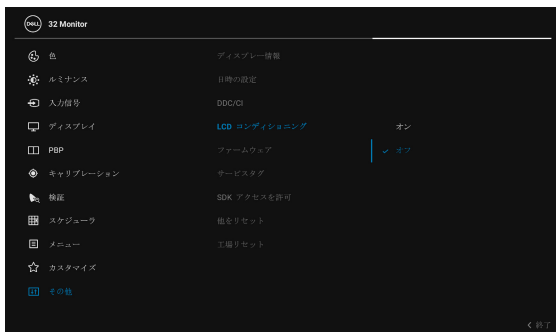 DELL 32 Monitor
色
ルミナンス
入力信号
ディスプレイ
PBP
キャリブレーション
検証
スケジューラ
メニュー
カスタマイズ
その他
ディスプレー情報
日時の設定
DDC/CI
LCD コンディショニング
ファームウェア
サービスタグ
SDK アクセスを許可
他をリセット
工場リセット
オン
オフ
終了